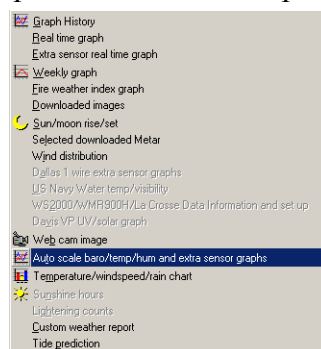 Graph History
Real time graph
Extra sensor real time graph
Weekly graph
Fire weather index graph
Downloaded images
Sun/moon rise/set
Selected downloaded Metar
Wind distribution
Dallas 1 wire extra sensor graphs
US Navy Water temp/visibility
WS2000/WMR900H/La Crosse Data Information and set up
Davis VP UV/solar graph
Web cam image
Auto scale baro/temp/hum and extra sensor graphs
Temperature/windspeed/rain chart
Sunshine hours
Lightening counts
Custom weather report
Tide prediction